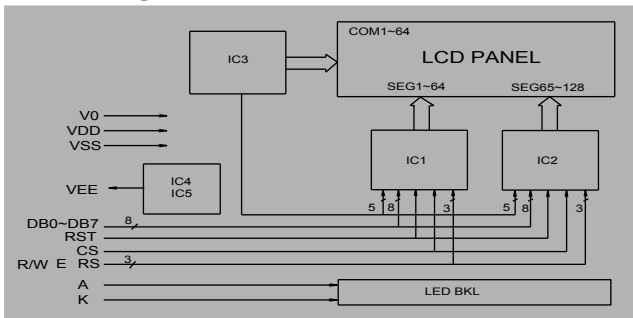 COM1~64
IC3
LCD PANEL
SEG1~64 SEG65~128
V0
VDD
VSS
IC1 IC2
IC4
IC5
VEE
5 8 3 5 8 3
DB0~DB7 8
RST
CS
R/W E RS 3
A
K
LED BKL